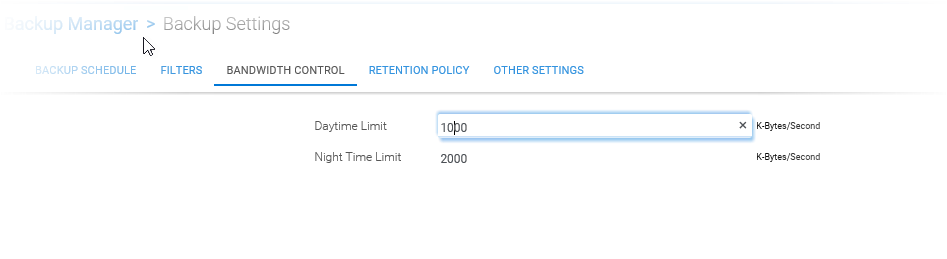 Backup Manager > Backup Settings
BACKUP SCHEDULE FILTERS BANDWIDTH CONTROL RETENTION POLICY OTHER SETTINGS
Daytime Limit 1000 × K-Bytes/Second
Night Time Limit 2000 K-Bytes/Second